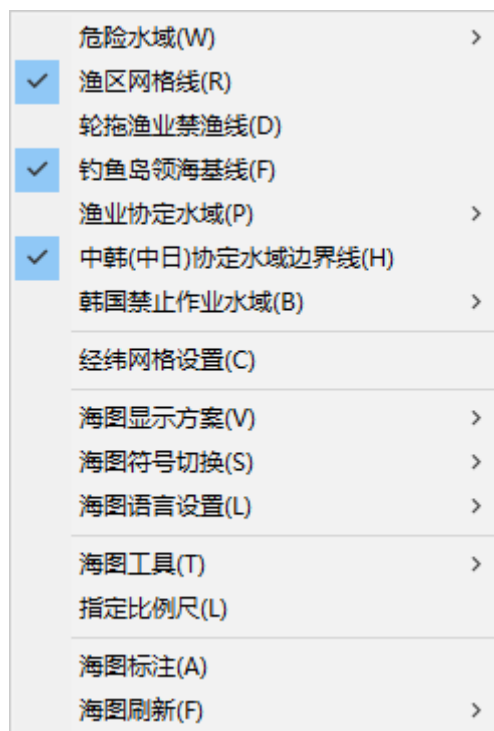 危险水域(W)
渔区网格线(R)
轮拖渔业禁渔线(D)
钓鱼岛领海基线(F)
渔业协定水域(P)
中韩(中日)协定水域边界线(H)
韩国禁止作业水域(B)
经纬网格设置(C)
海图显示方案(V)
海图符号切换(S)
海图语言设置(L)
海图工具(T)
指定比例尺(L)
海图标注(A)
海图刷新(F)